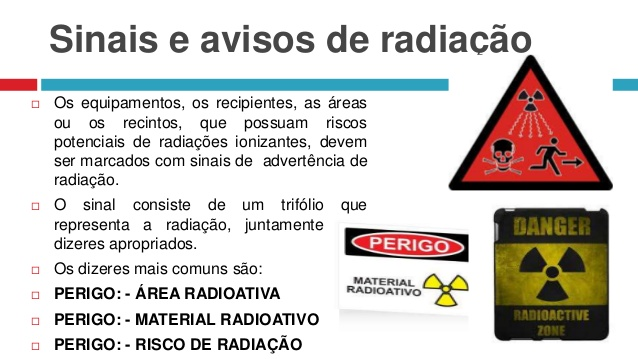 Sinais e avisos de radiação
Os equipamentos, os recipientes, as áreas
ou os recintos, que possuam riscos
potenciais de radiações ionizantes, devem
ser marcados com sinais de advertência de
radiação.
O sinal consiste de um trifólio que
representa a radiação, juntamente
dizeres apropriados.
Os dizeres mais comuns são:
PERIGO: - ÁREA RADIOATIVA
PERIGO: - MATERIAL RADIOATIVO
PERIGO: - RISCO DE RADIAÇÃO
PERIGO
MATERIAL
RADIOATIVO
DANGER
RADIOACTIVE
ZONE